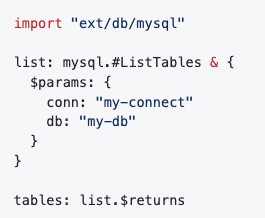 import "ext/db/mysql"

list: mysql.#ListTables & {
  $params: {
    conn: "my-connect"
    db: "my-db"
  }
}

tables: list.$returns